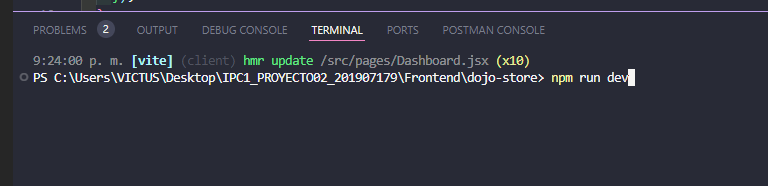 PROBLEMS 2 OUTPUT DEBUG CONSOLE TERMINAL PORTS POSTMAN CONSOLE
9:24:00 p. m. [vite] (client) hmr update /src/pages/Dashboard.jsx (x10)
PS C:\Users\VICTUS\Desktop\IPC1_PROYECTO02_201907179\Frontend\dojo-store> npm run dev